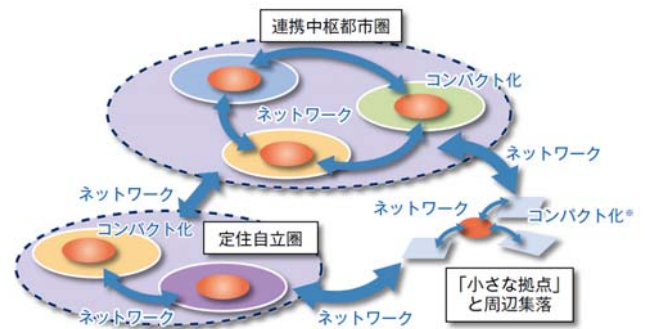 連携中枢都市圏
コンパクト化
ネットワーク
ネットワーク
ネットワーク
ネットワーク
コンパクト化※
コンパクト化
定住自立圏
ネットワーク
ネットワーク
「小さな拠点」
と周辺集落